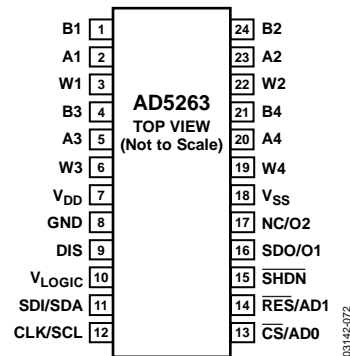 B1 1 24 B2
A1 2 23 A2
W1 3 22 W2
B3 4 21 B4
A3 5 20 A4
W3 6 19 W4
VDD 7 18 VSS
GND 8 17 NC/O2
DIS 9 16 SDO/O1
VLOGIC 10 15 SHDN
SDI/SDA 11 14 RES/AD1
CLK/SCL 12 13 CS/AD0
AD5263
TOP VIEW
(Not to Scale)
03142-072